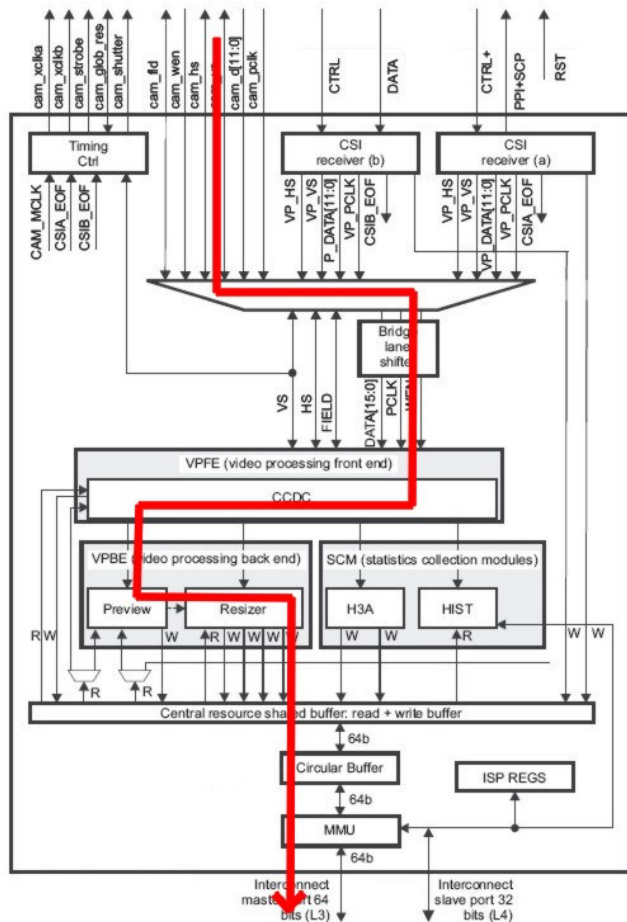 cam_xclka
cam_xclkb
cam_strobe
cam_glob_res
cam_shutter
cam_fld
cam_wen
cam_hs
cam_d[11:0]
cam_pclk
CTRL
DATA
CTRL+
PPI+SCP
RST
Timing
Ctrl
CSI
receiver (b)
CSI
receiver (a)
CAM_MCLK
CSIA_EOF
CSIB_EOF
VP_HS
VP_VS
P_DATA[11:0]
VP_PCLK
CSIB_EOF
VP_HS
VP_VS
VP_DATA[11:0]
VP_PCLK
CSIA_EOF
Bridge
lane
shifter
VS
HS
FIELD
DATA[15:0]
PCLK
WEN
VPFE (video processing front end)
CCDC
VPBE (video processing back end)
SCM (statistics collection modules)
Preview
Resizer
H3A
HIST
R W
W
R
W
W
W
W
W
W
R
W
W
R
R
Central resource shared buffer: read + write buffer
64b
Circular Buffer
ISP REGS
64b
MMU
64b
Interconnect
master port 64
bits (L3)
Interconnect
slave port 32
bits (L4)